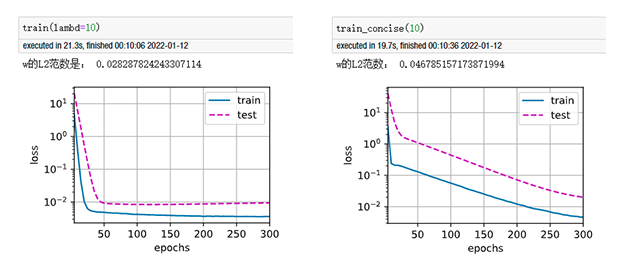 train(lambd=10)
executed in 21.3s, finished 00:10:06 2022-01-12
w的L2范数是： 0.028287824243307114
10¹
10⁰
10⁻¹
10⁻²
loss
train
test
50 100 150 200 250 300
epochs
train_concise(10)
executed in 19.7s, finished 00:10:36 2022-01-12
w的L2范数： 0.046785157173871994
10¹
10⁰
10⁻¹
10⁻²
loss
train
test
50 100 150 200 250 300
epochs